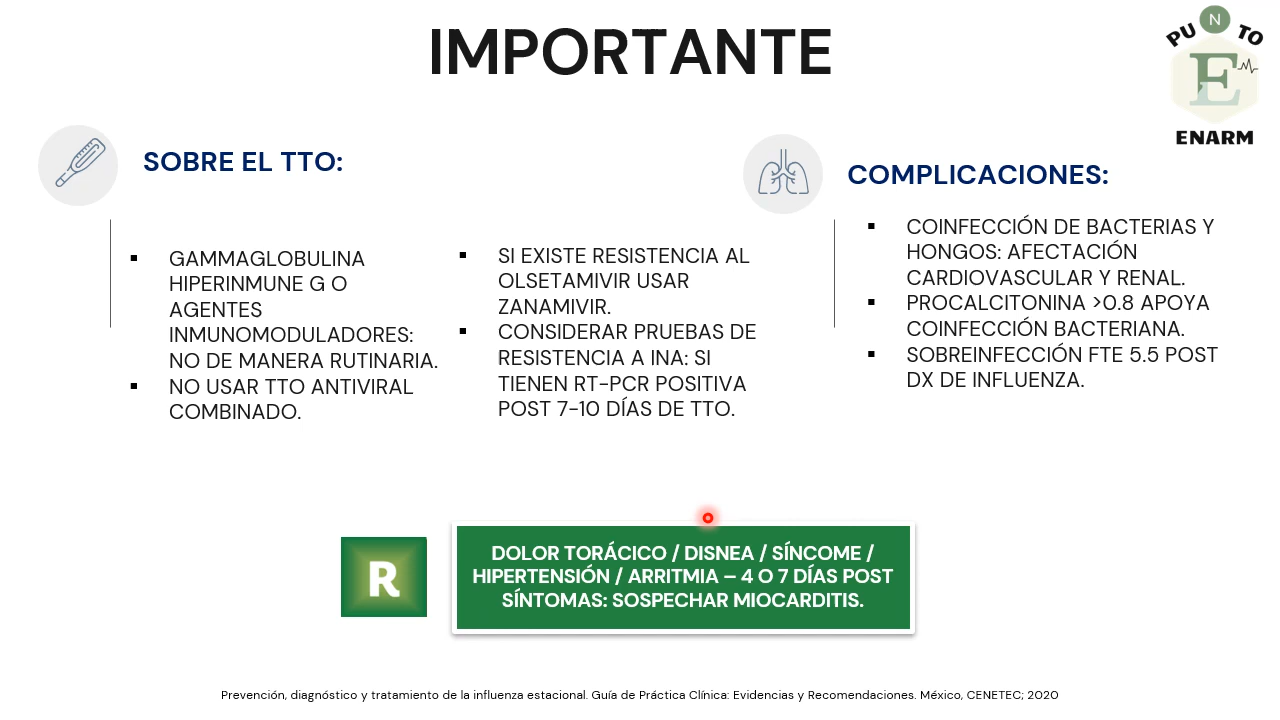 IMPORTANTE
PU N TO
E
ENARM
SOBRE EL TTO:
GAMMAGLOBULINA
HIPERINMUNE G O
AGENTES
INMUNOMODULADORES:
NO DE MANERA RUTINARIA.
NO USAR TTO ANTIVIRAL
COMBINADO.
SI EXISTE RESISTENCIA AL
OLSETAMIVIR USAR
ZANAMIVIR.
CONSIDERAR PRUEBAS DE
RESISTENCIA A INA: SI
TIENEN RT-PCR POSITIVA
POST 7-10 DÍAS DE TTO.
COMPLICACIONES:
COINFECCIÓN DE BACTERIAS Y
HONGOS: AFECTACIÓN
CARDIOVASCULAR Y RENAL.
PROCALCITONINA >0.8 APOYA
COINFECCIÓN BACTERIANA.
SOBREINFECCIÓN FTE 5.5 POST
DX DE INFLUENZA.
R
DOLOR TORÁCICO / DISNEA / SÍNCOME /
HIPERTENSIÓN / ARRITMIA – 4 O 7 DÍAS POST
SÍNTOMAS: SOSPECHAR MIOCARDITIS.
Prevención, diagnóstico y tratamiento de la influenza estacional. Guía de Práctica Clínica: Evidencias y Recomendaciones. México, CENETEC; 2020